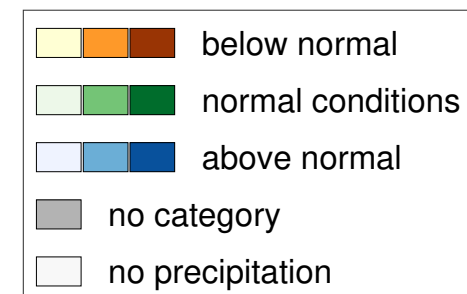 below normal
normal conditions
above normal
no category
no precipitation